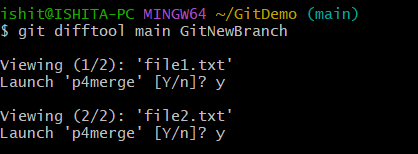 ishit@ISHITA-PC MINGW64 ~/GitDemo (main)
$ git difftool main GitNewBranch

Viewing (1/2): 'file1.txt'
Launch 'p4merge' [Y/n]? y

Viewing (2/2): 'file2.txt'
Launch 'p4merge' [Y/n]? y